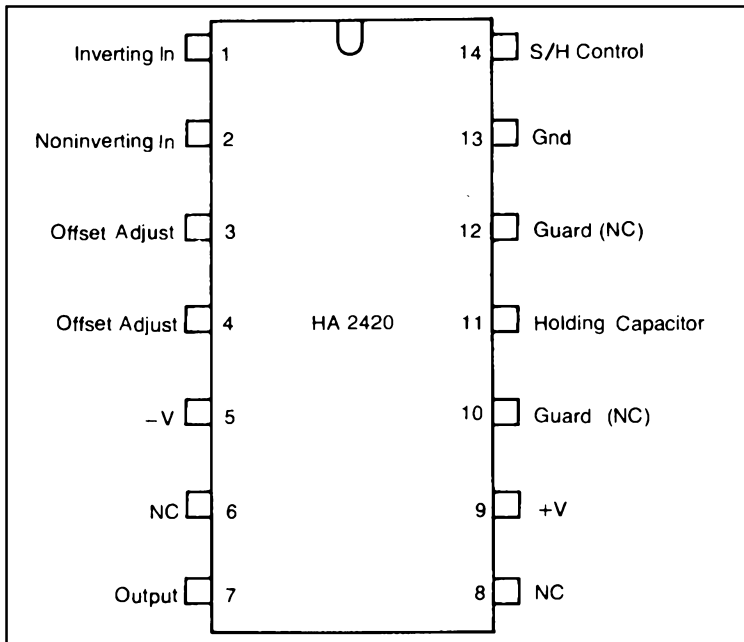 Inverting In 1 14 S/H Control
Noninverting In 2 13 Gnd
Offset Adjust 3 12 Guard (NC)
Offset Adjust 4 HA 2420 11 Holding Capacitor
−V 5 10 Guard (NC)
NC 6 9 +V
Output 7 8 NC